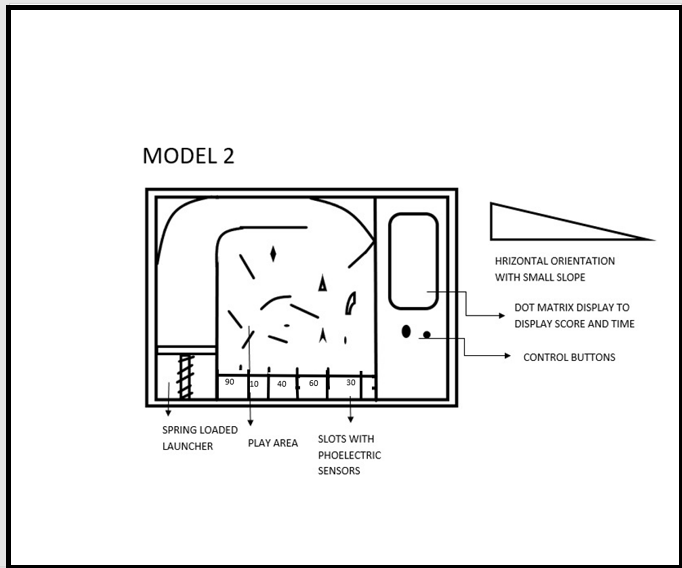 MODEL 2
HRIZONTAL ORIENTATION
WITH SMALL SLOPE
DOT MATRIX DISPLAY TO
DISPLAY SCORE AND TIME
CONTROL BUTTONS
90 10 40 60 30
SPRING LOADED
LAUNCHER
PLAY AREA
SLOTS WITH
PHOELECTRIC
SENSORS